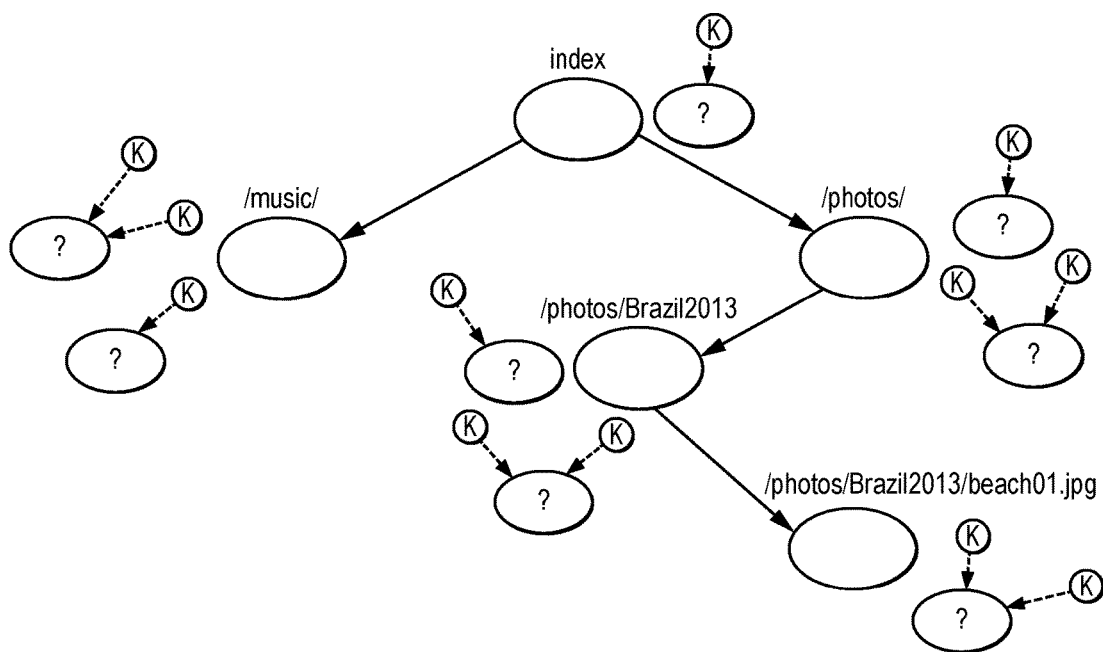 K
index
?
K
K
/music/
K
/photos/
?
K
?
K
K
K
/photos/Brazil2013
?
?
?
K
K
?
/photos/Brazil2013/beach01.jpg
K
K
?